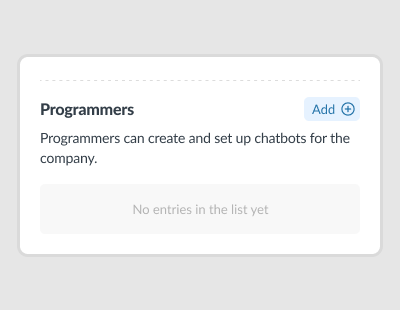 Programmers
Add
Programmers can create and set up chatbots for the
company.
No entries in the list yet